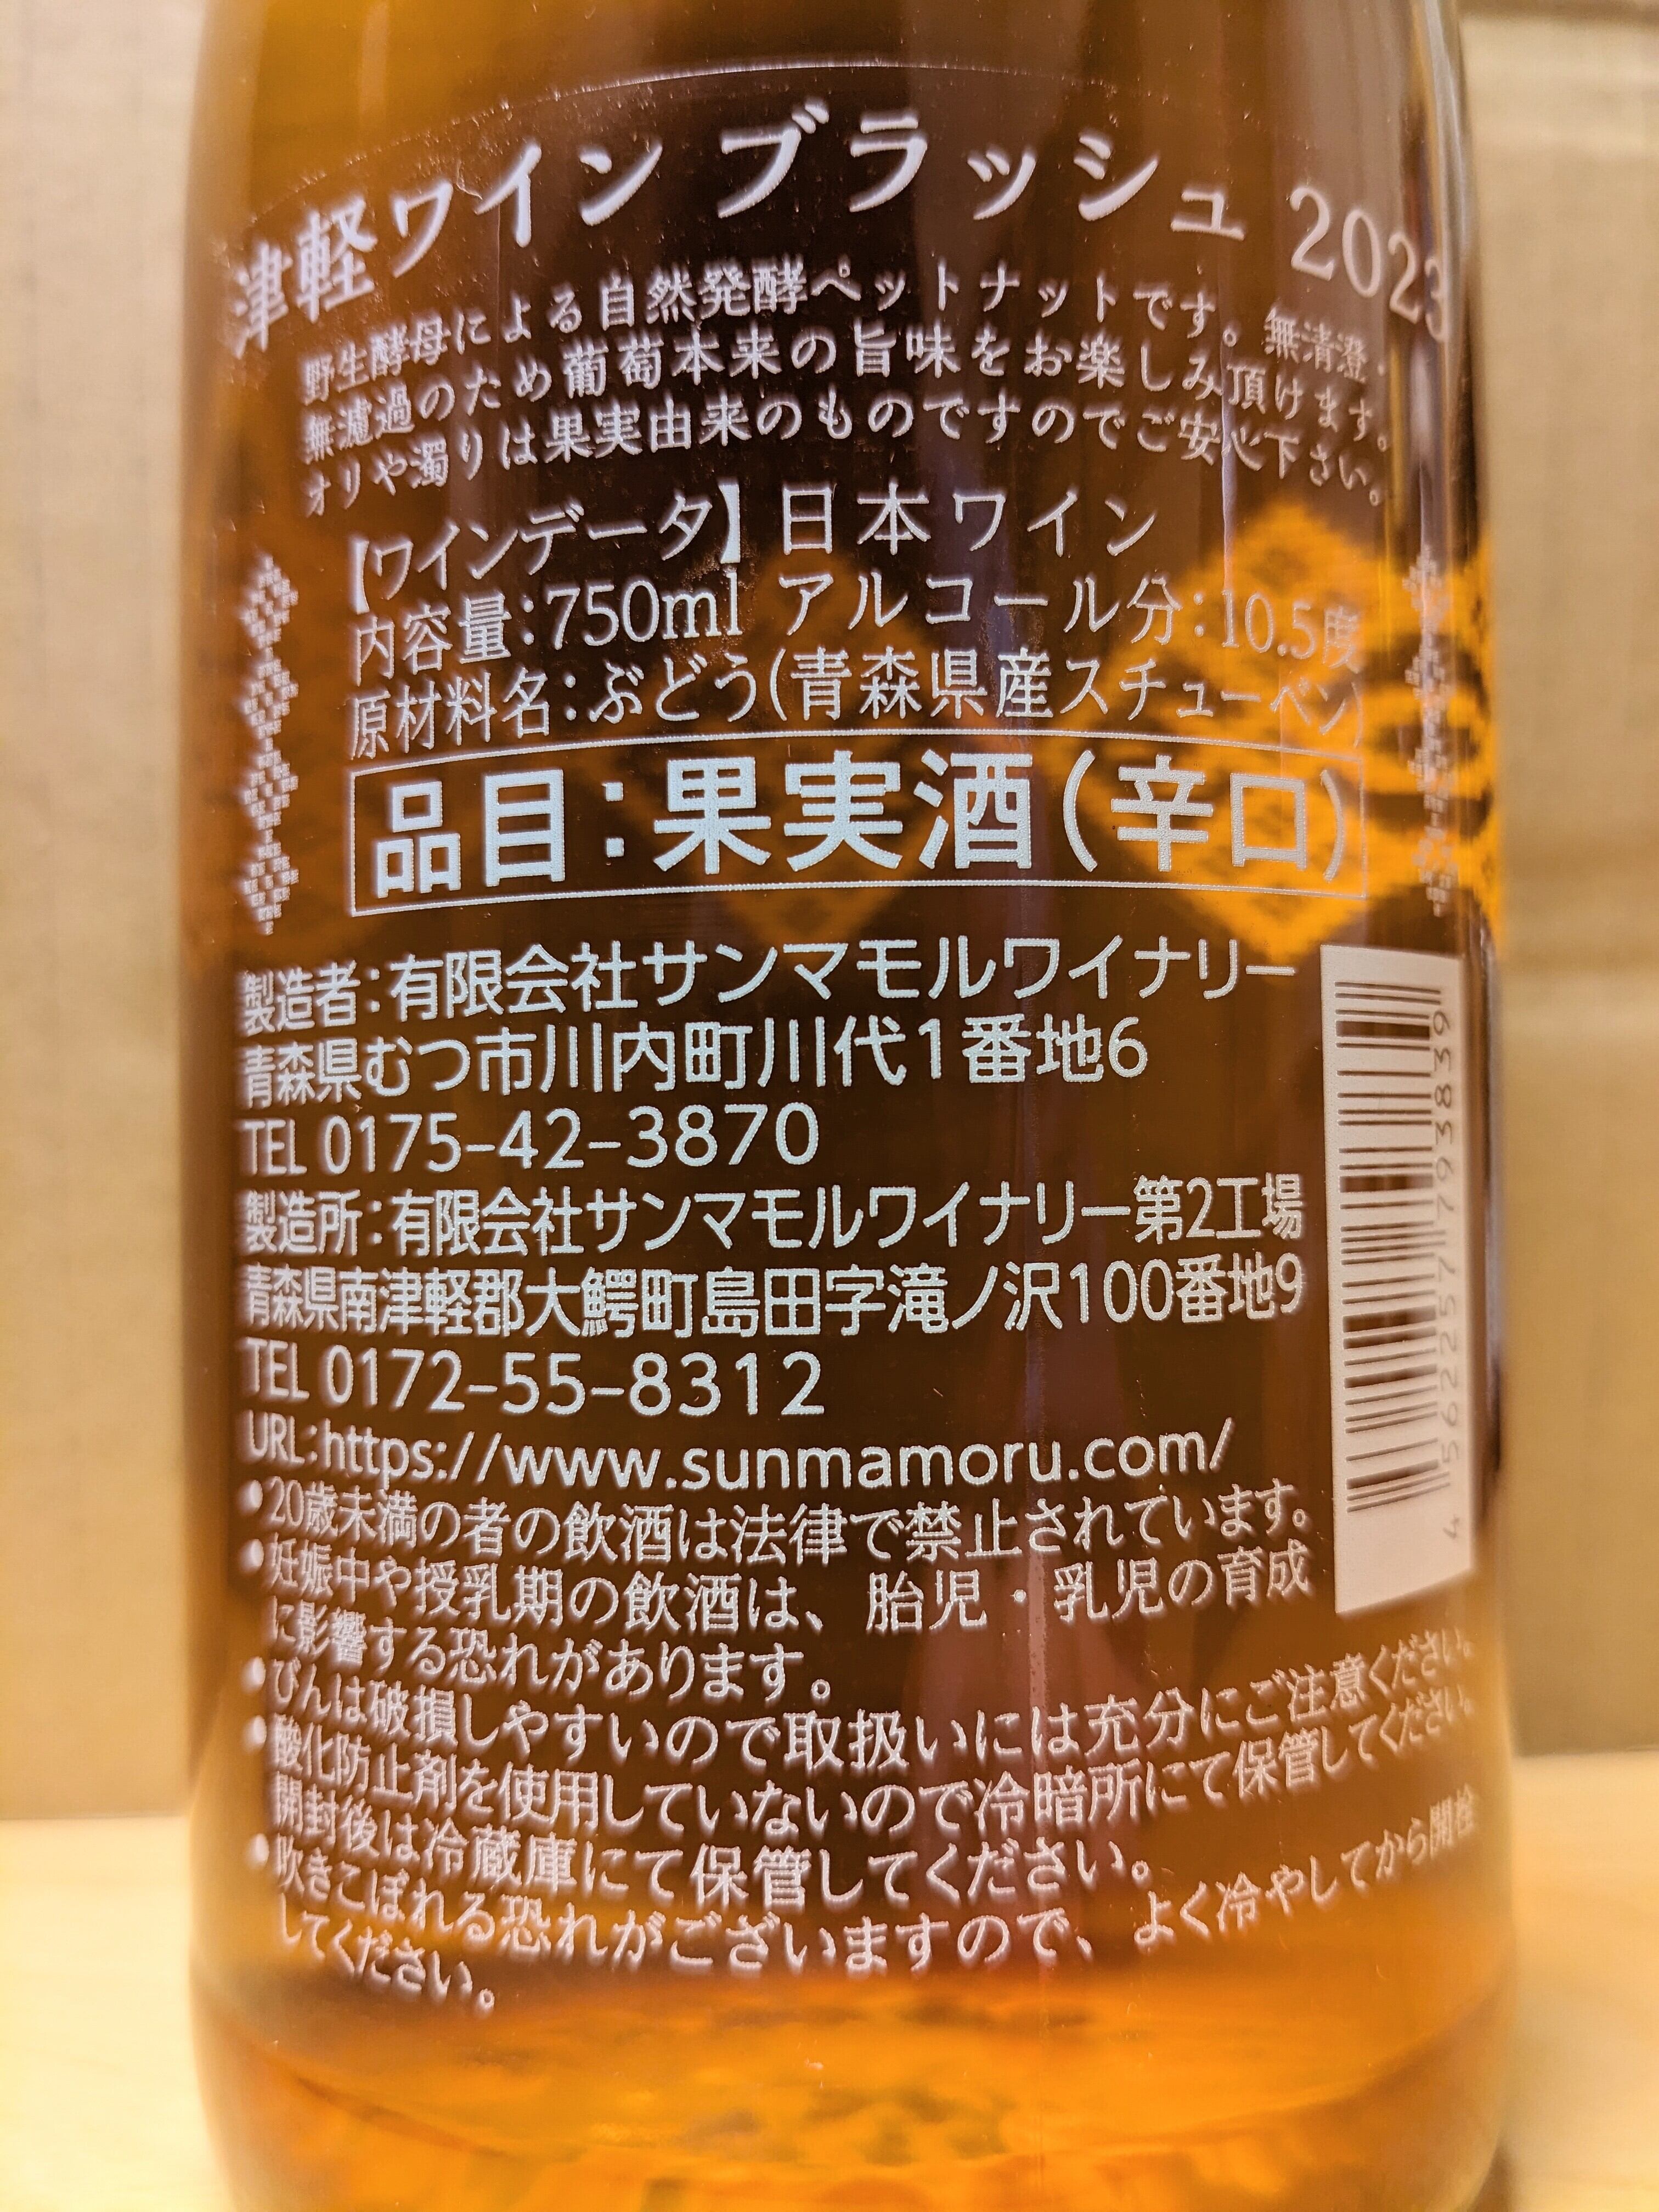 津軽ワイン ブラッシュ 2023
野生酵母による自然発酵ペットナットです。無清澄・
無濾過のため葡萄本来の旨味をお楽しみ頂けます。
オリや濁りは果実由来のものですのでご安心下さい。
【ワインデータ】日本ワイン
内容量:750ml アルコール分:10.5度
原材料名:ぶどう(青森県産スチューベン)
品目:果実酒(辛口)
製造者:有限会社サンマモルワイナリー
青森県むつ市川内町川代1番地6
TEL 0175-42-3870
製造所:有限会社サンマモルワイナリー第2工場
青森県南津軽郡大鰐町島田字滝ノ沢100番地9
TEL 0172-55-8312
URL:https://www.sunmamoru.com/
•20歳未満の者の飲酒は法律で禁止されています。
•妊娠中や授乳期の飲酒は、胎児・乳児の育成
に影響する恐れがあります。
•びんは破損しやすいので取扱いには充分にご注意ください。
•酸化防止剤を使用していないので冷暗所にて保管してください。
開封後は冷蔵庫にて保管してください。
•吹きこぼれる恐れがございますので、よく冷やしてから開栓
してください。
4 562257 793839